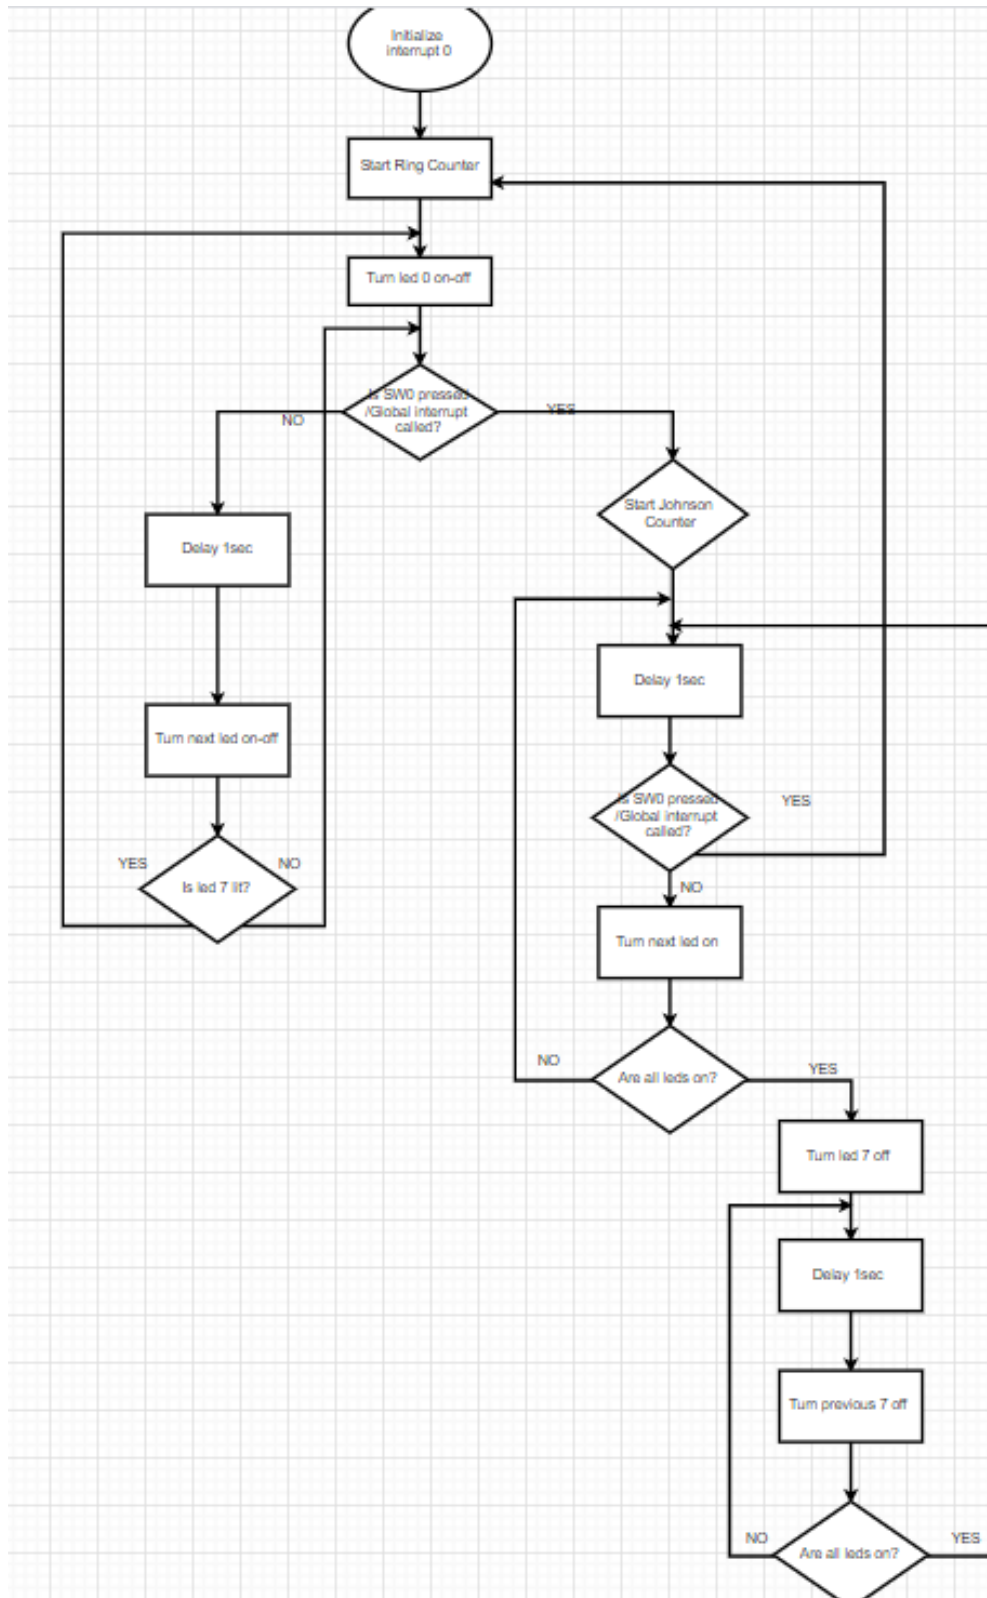 Initialize
interrupt 0
Start Ring Counter
Turn led 0 on-off
Is SW0 pressed
/Global interrupt
called?
NO
YES
Delay 1sec
Turn next led on-off
Is led 7 lit?
YES
NO
Start Johnson
Counter
Delay 1sec
Is SW0 pressed
/Global interrupt
called?
YES
NO
Turn next led on
Are all leds on?
NO
YES
Turn led 7 off
Delay 1sec
Turn previous 7 off
Are all leds on?
NO
YES